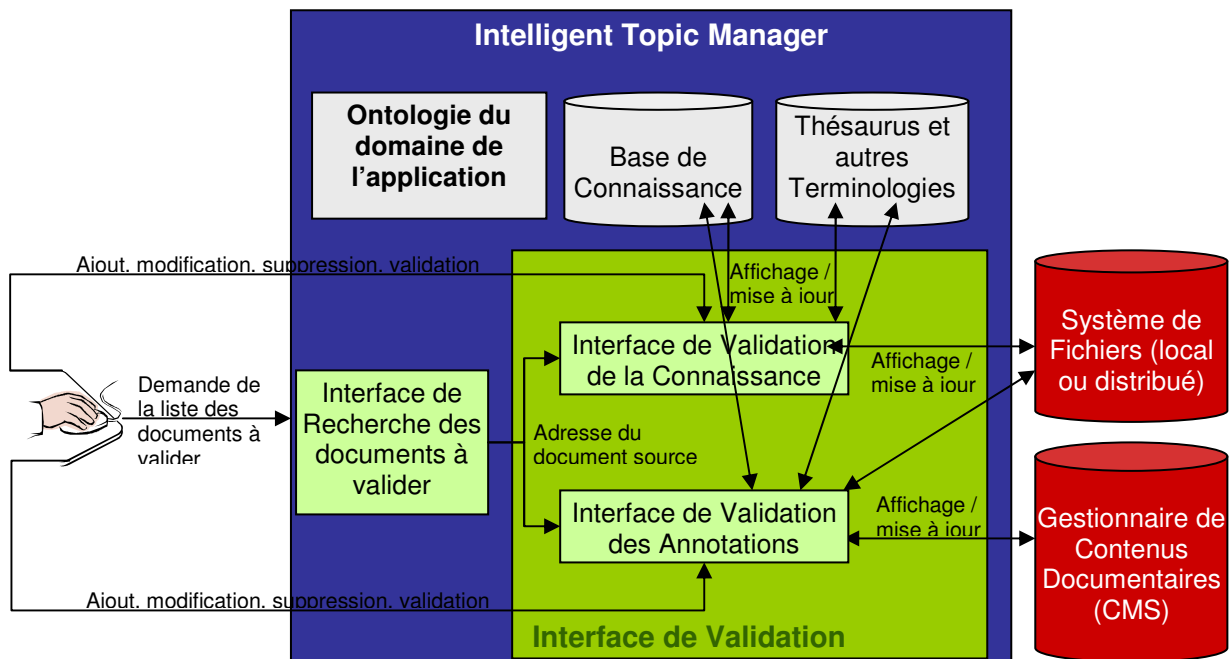 Intelligent Topic Manager
Ontologie du
domaine de
l'application
Base de
Connaissance
Thésaurus et
autres
Terminologies
Ajout, modification, suppression, validation
Affichage /
mise à jour
Interface de Validation
de la Connaissance
Affichage /
mise à jour
Système de
Fichiers (local
ou distribué)
Demande de
la liste des
documents à
valider
Interface de
Recherche des
documents à
valider
Adresse du
document source
Interface de Validation
des Annotations
Affichage /
mise à jour
Gestionnaire de
Contenus
Documentaires
(CMS)
Ajout, modification, suppression, validation
Interface de Validation